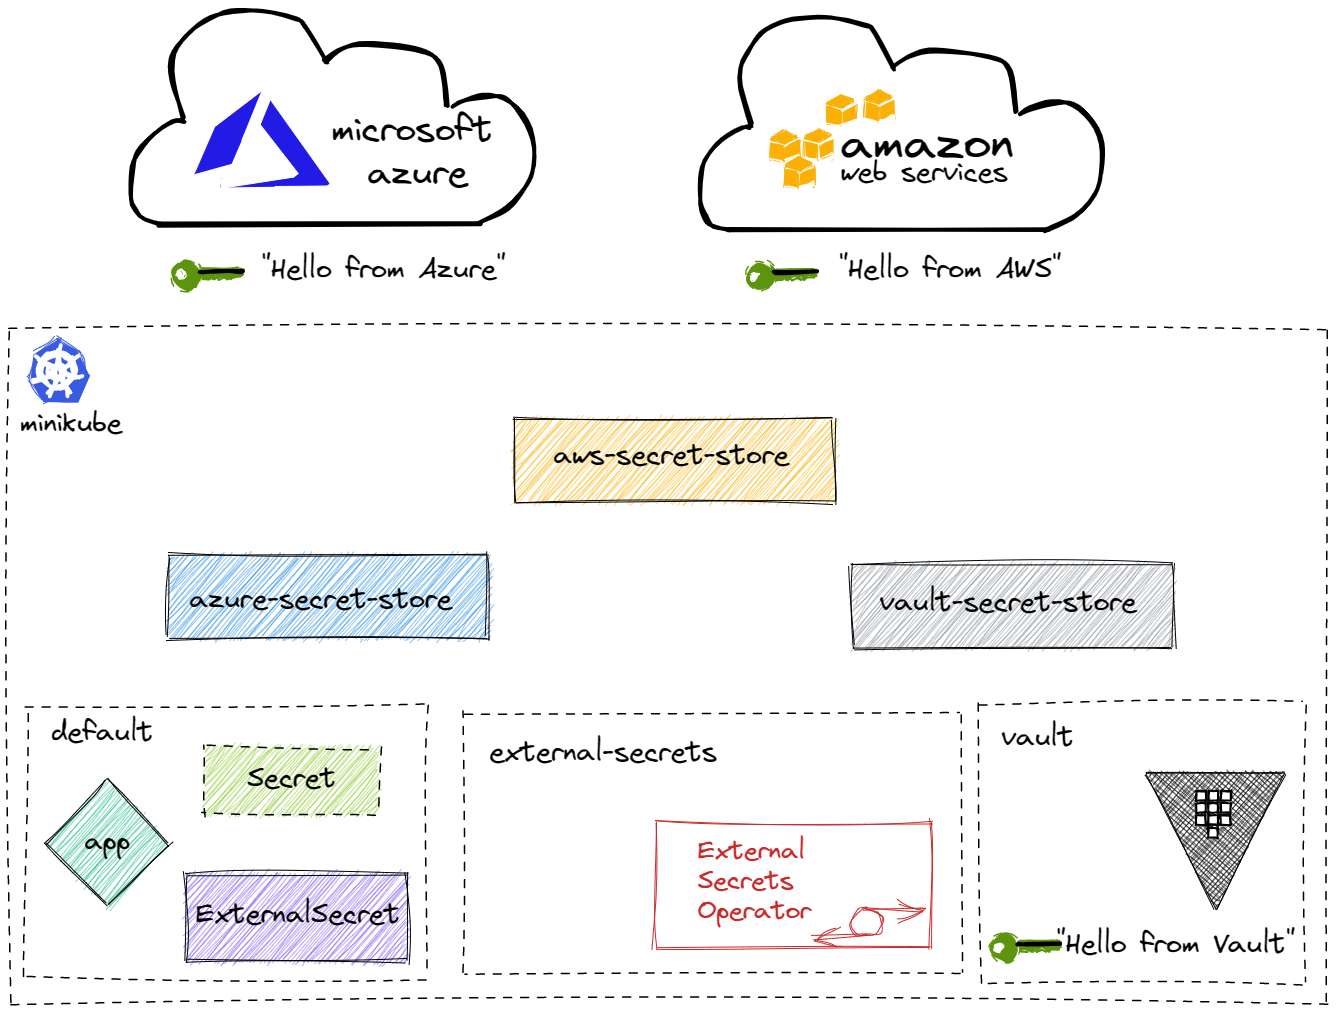 microsoft
azure
amazon
web services
"Hello from Azure"
"Hello from AWS"
minikube
aws-secret-store
azure-secret-store
vault-secret-store
default
Secret
app
ExternalSecret
external-secrets
External
Secrets
Operator
vault
"Hello from Vault"